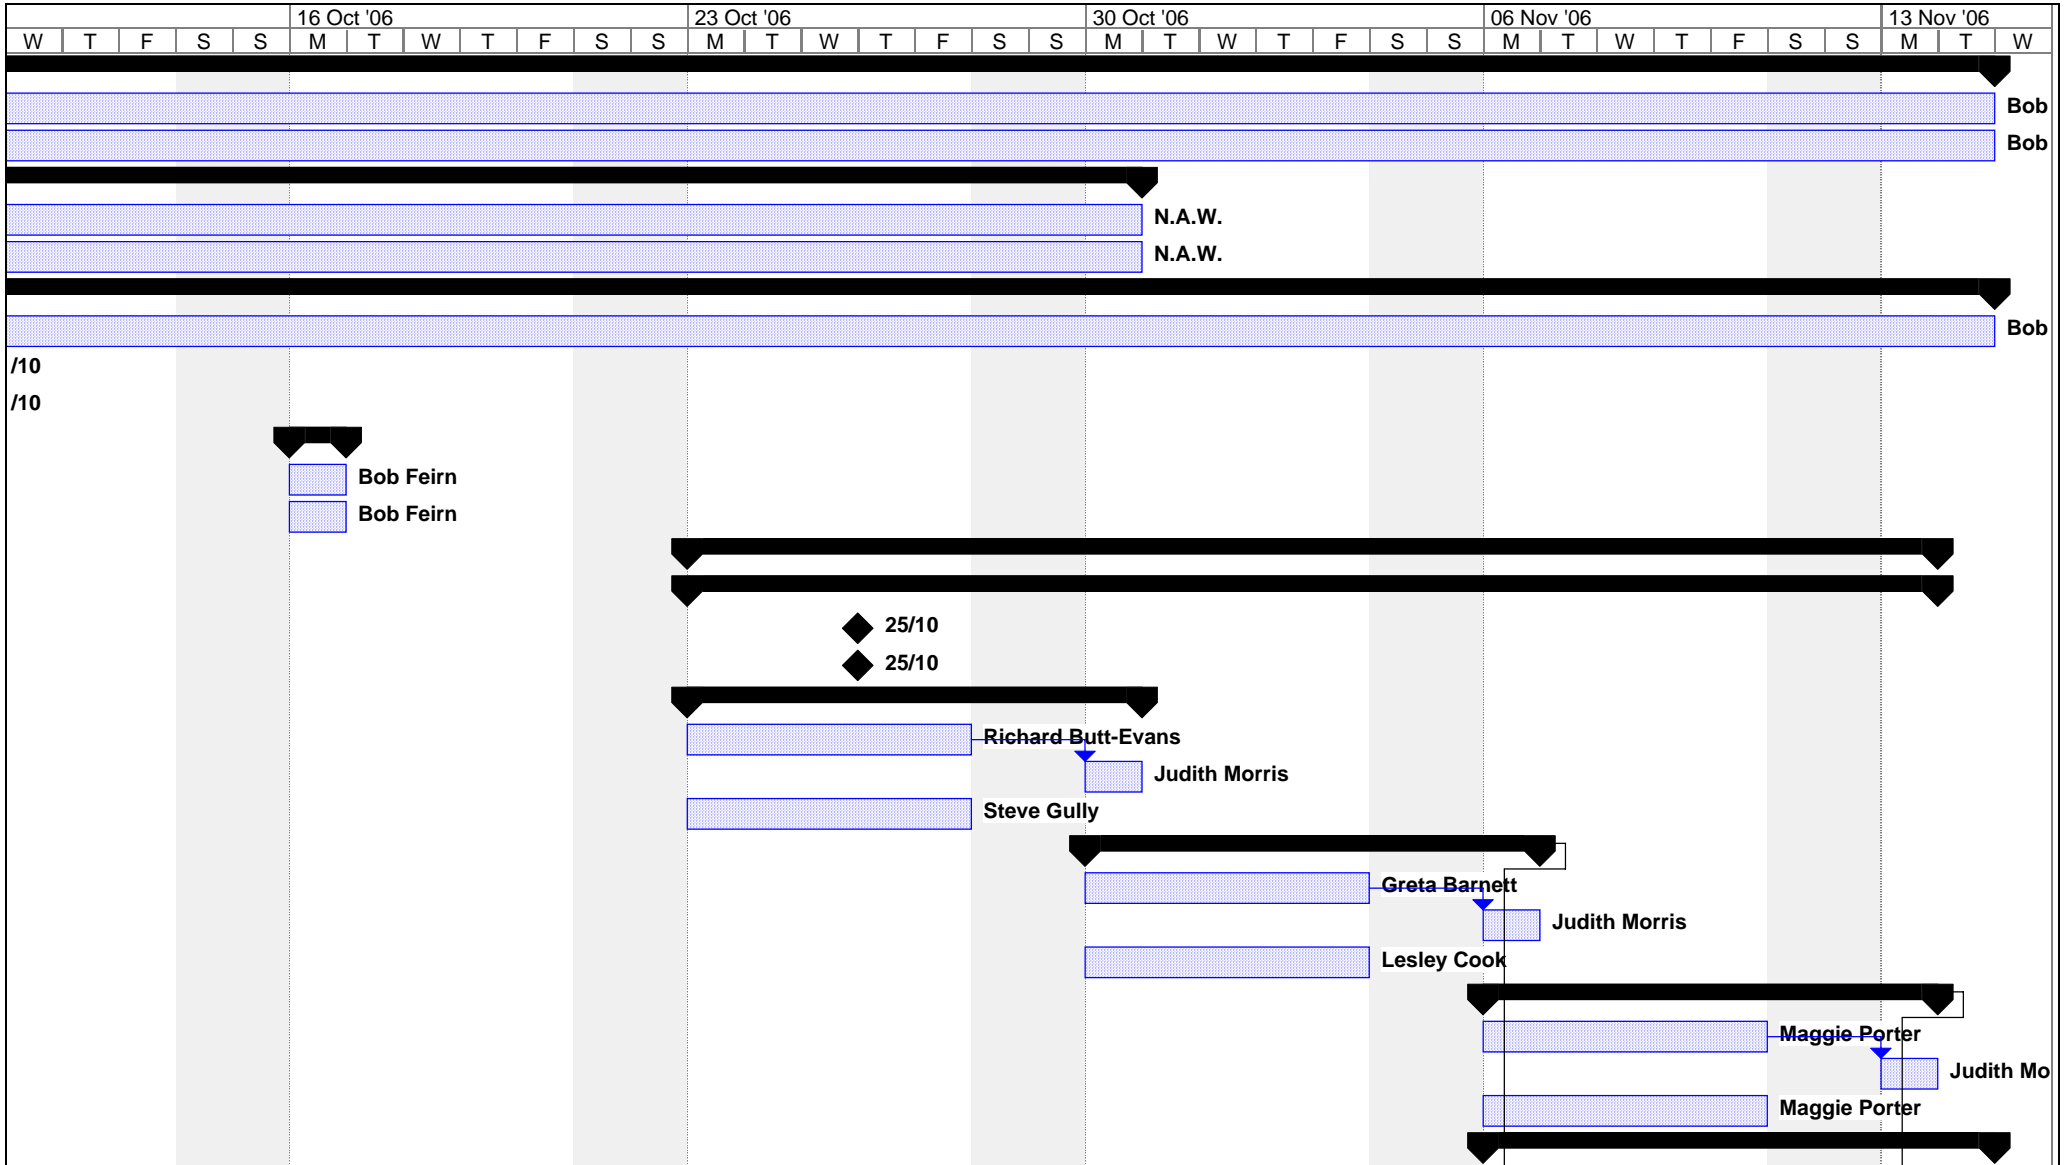 16 Oct '06 23 Oct '06 30 Oct '06 06 Nov '06 13 Nov '06
W T F S S M T W T F S S M T W T F S S M T W T F S S M T W T F S S M T W
Bob
Bob
N.A.W.
N.A.W.
Bob
/10
/10
Bob Feirn
Bob Feirn
25/10
25/10
Richard Butt-Evans
Judith Morris
Steve Gully
Greta Barnett
Judith Morris
Lesley Cook
Maggie Porter
Judith Mo
Maggie Porter